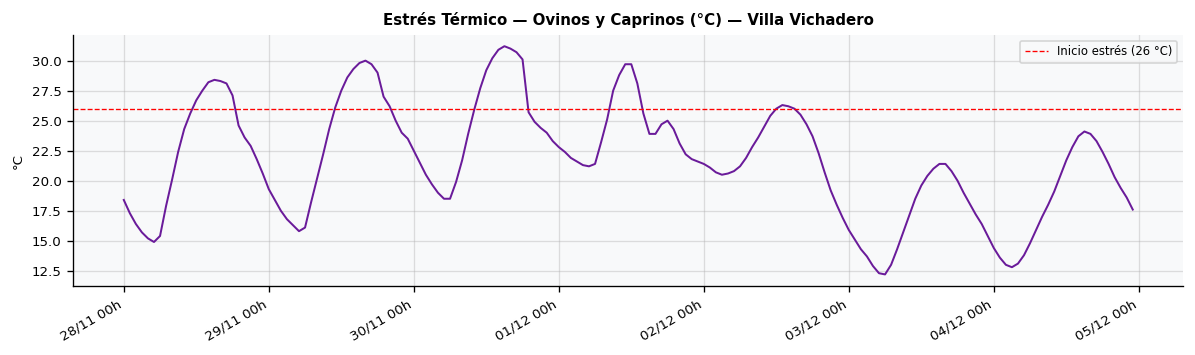 Estrés Térmico — Ovinos y Caprinos (°C) — Villa Vichadero
Inicio estrés (26 °C)
°C
30.0
27.5
25.0
22.5
20.0
17.5
15.0
12.5
28/11 00h
29/11 00h
30/11 00h
01/12 00h
02/12 00h
03/12 00h
04/12 00h
05/12 00h